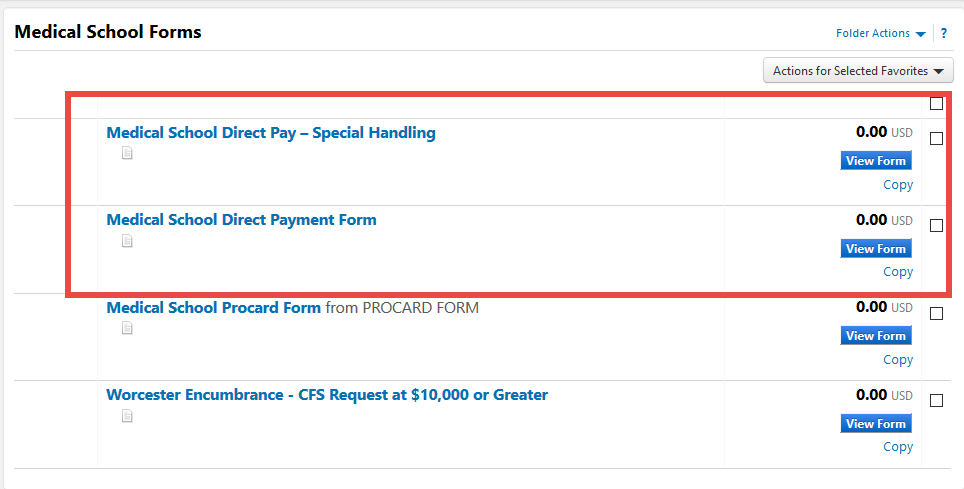 Medical School Forms
Folder Actions ?
Actions for Selected Favorites
Medical School Direct Pay – Special Handling 0.00 USD
View Form
Copy
Medical School Direct Payment Form 0.00 USD
View Form
Copy
Medical School Procard Form from PROCARD FORM 0.00 USD
View Form
Copy
Worcester Encumbrance - CFS Request at $10,000 or Greater 0.00 USD
View Form
Copy